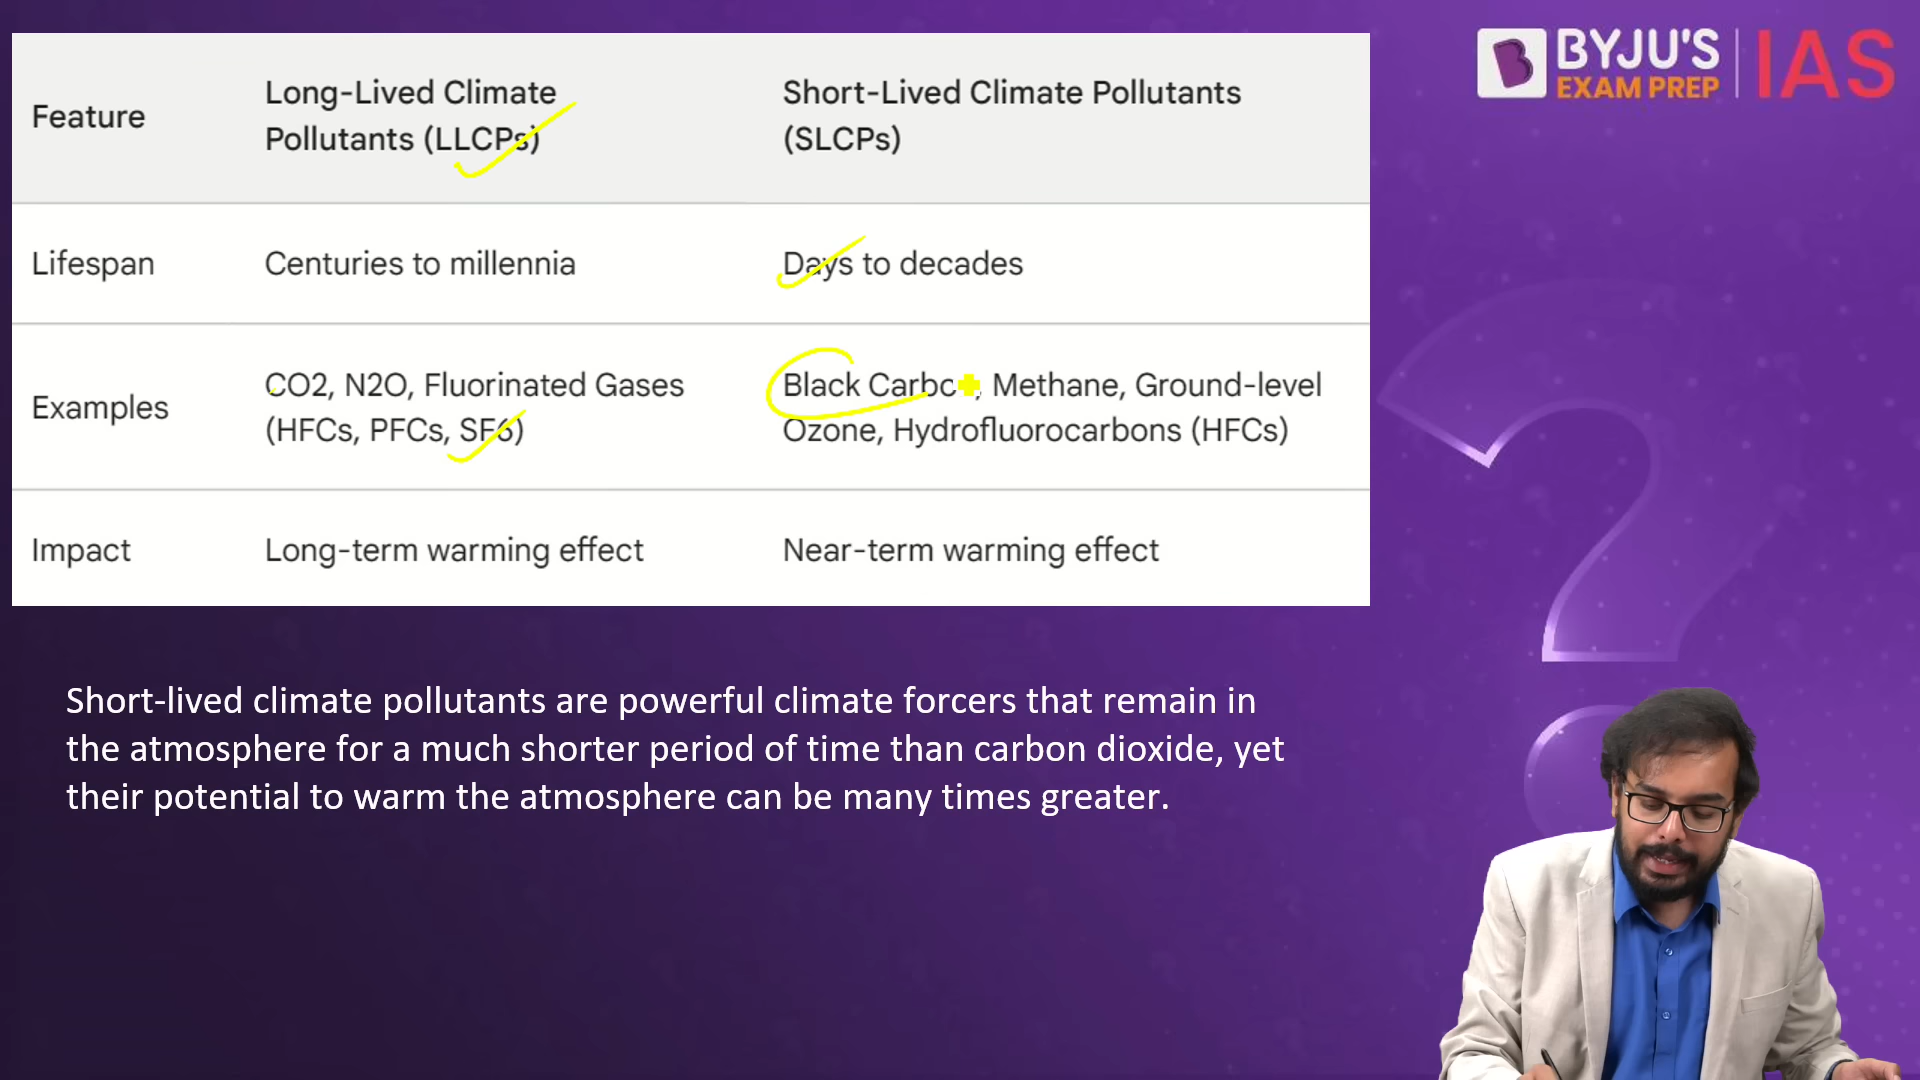 BYJU'S
EXAM PREP
IAS
Feature
Long-Lived Climate
Pollutants (LLCPs)
Short-Lived Climate Pollutants
(SLCPs)
Lifespan
Centuries to millennia
Days to decades
Examples
CO2, N2O, Fluorinated Gases
(HFCs, PFCs, SF6)
Black Carbo, Methane, Ground-level
Ozone, Hydrofluorocarbons (HFCs)
Impact
Long-term warming effect
Near-term warming effect
Short-lived climate pollutants are powerful climate forcers that remain in
the atmosphere for a much shorter period of time than carbon dioxide, yet
their potential to warm the atmosphere can be many times greater.